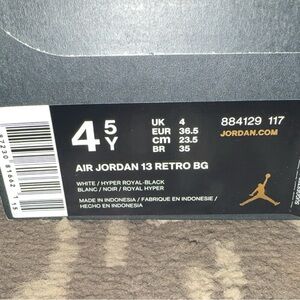 4 5 Y
UK 4
EUR 36.5
cm 23.5
BR 35
884129 117
JORDAN.COM
AIR JORDAN 13 RETRO BG
WHITE / HYPER ROYAL-BLACK
BLANC / NOIR / ROYAL HYPER
MADE IN INDONESIA / FABRIQUE EN INDONESIE /
HECHO EN INDONESIA